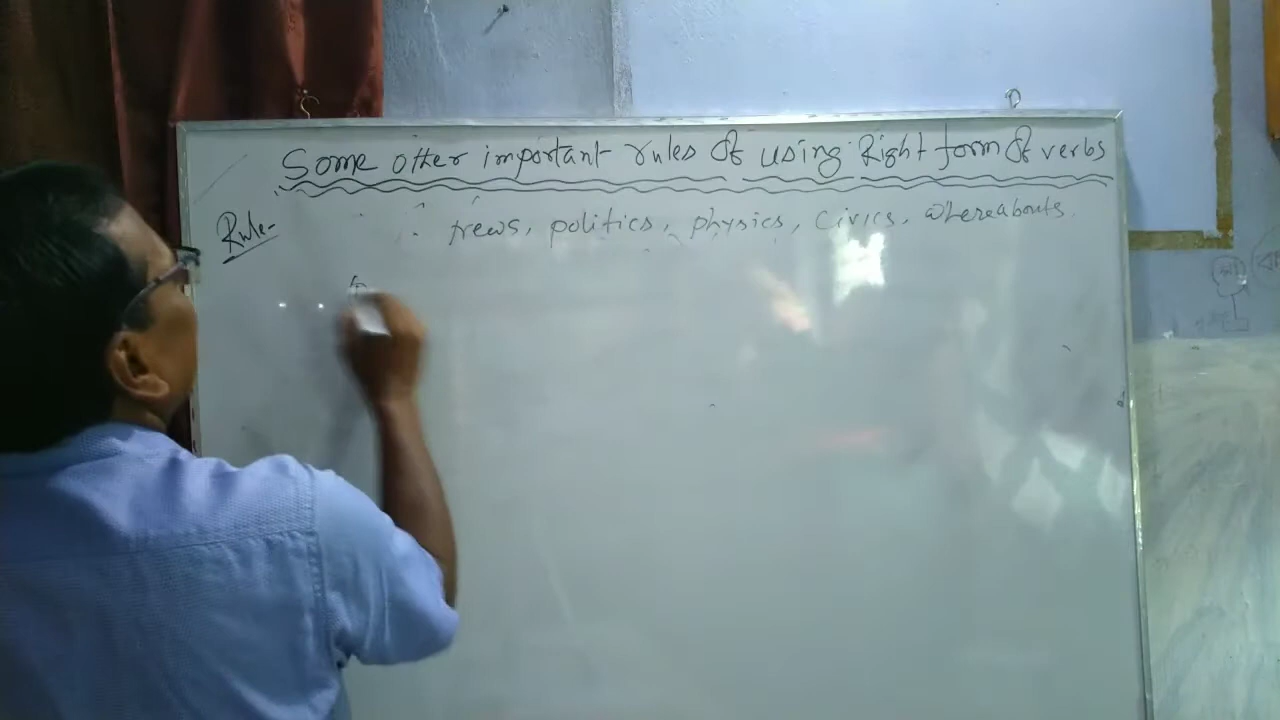 Some other important rules of using Right form of verbs
Rule- news, politics, physics, Civics, whereabouts